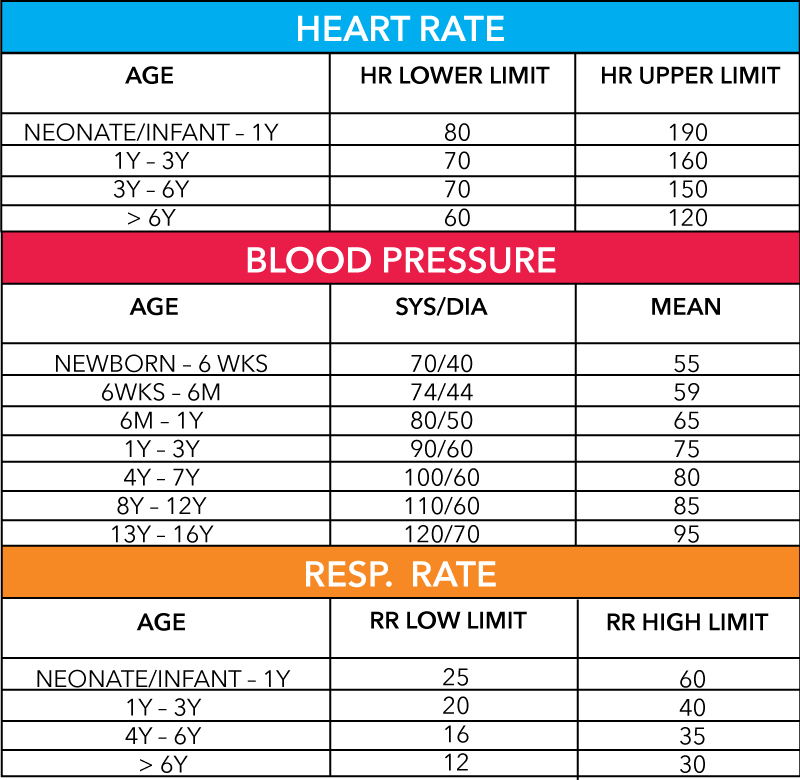 HEART RATE
AGE HR LOWER LIMIT HR UPPER LIMIT
NEONATE/INFANT – 1Y 80 190
1Y – 3Y 70 160
3Y – 6Y 70 150
> 6Y 60 120
BLOOD PRESSURE
AGE SYS/DIA MEAN
NEWBORN – 6 WKS 70/40 55
6WKS – 6M 74/44 59
6M – 1Y 80/50 65
1Y – 3Y 90/60 75
4Y – 7Y 100/60 80
8Y – 12Y 110/60 85
13Y – 16Y 120/70 95
RESP. RATE
AGE RR LOW LIMIT RR HIGH LIMIT
NEONATE/INFANT – 1Y 25 60
1Y – 3Y 20 40
4Y – 6Y 16 35
> 6Y 12 30